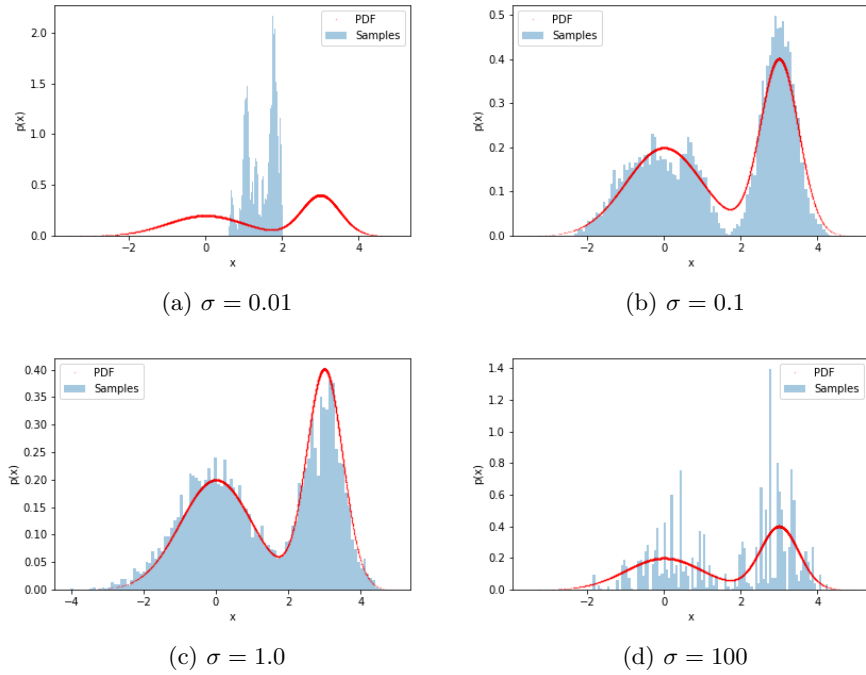 PDF
Samples
2.0
1.5
1.0
0.5
0.0
p(x)
−2
0
2
4
x
(a) σ = 0.01
PDF
Samples
0.5
0.4
0.3
0.2
0.1
0.0
p(x)
−2
0
2
4
x
(b) σ = 0.1
PDF
Samples
0.40
0.35
0.30
0.25
0.20
0.15
0.10
0.05
0.00
p(x)
−4
−2
0
2
4
x
(c) σ = 1.0
PDF
Samples
1.4
1.2
1.0
0.8
0.6
0.4
0.2
0.0
p(x)
−2
0
2
4
x
(d) σ = 100